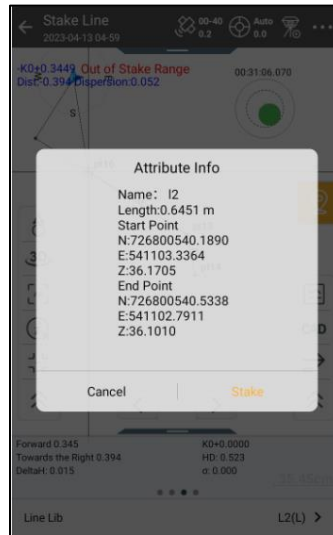 Stake Line
2023-04-13 04:59
00-40
0.2
Auto
0.0
-K0+0.3449 Out of Stake Range
Dist:-0.394 Dispersion:0.052
00:31:06.070
S
Attribute Info
Name: l2
Length:0.6451 m
Start Point
N:726800540.1890
E:541103.3364
Z:36.1705
End Point
N:726800540.5338
E:541102.7911
Z:36.1010
Cancel
Stake
Forward 0.345
K0+0.0000
Towards the Right 0.394
HD: 0.523
DeltaH: 0.015
σ: 0.000
Line Lib
L2(L)